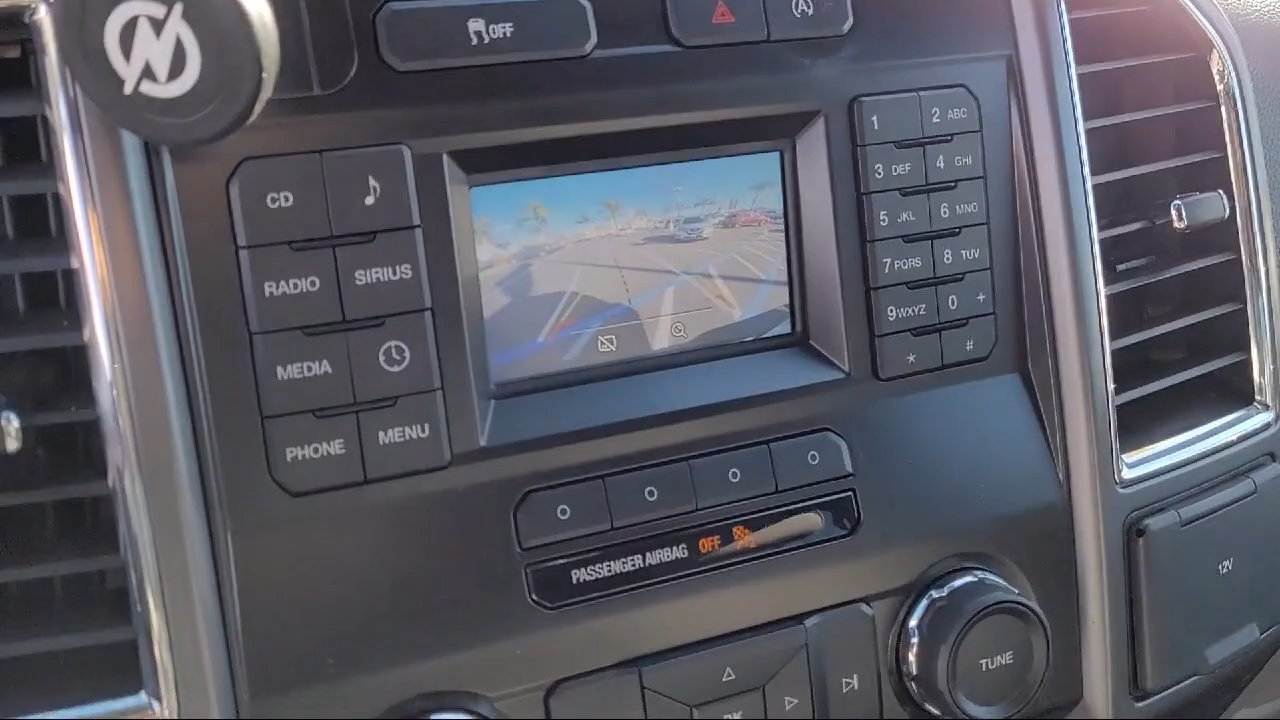 OFF
A
CD
RADIO SIRIUS
MEDIA
PHONE MENU
1 2 ABC
3 DEF 4 GHI
5 JKL 6 MNO
7 PQRS 8 TUV
9 WXYZ 0 +
* #
PASSENGER AIRBAG OFF
12V
TUNE